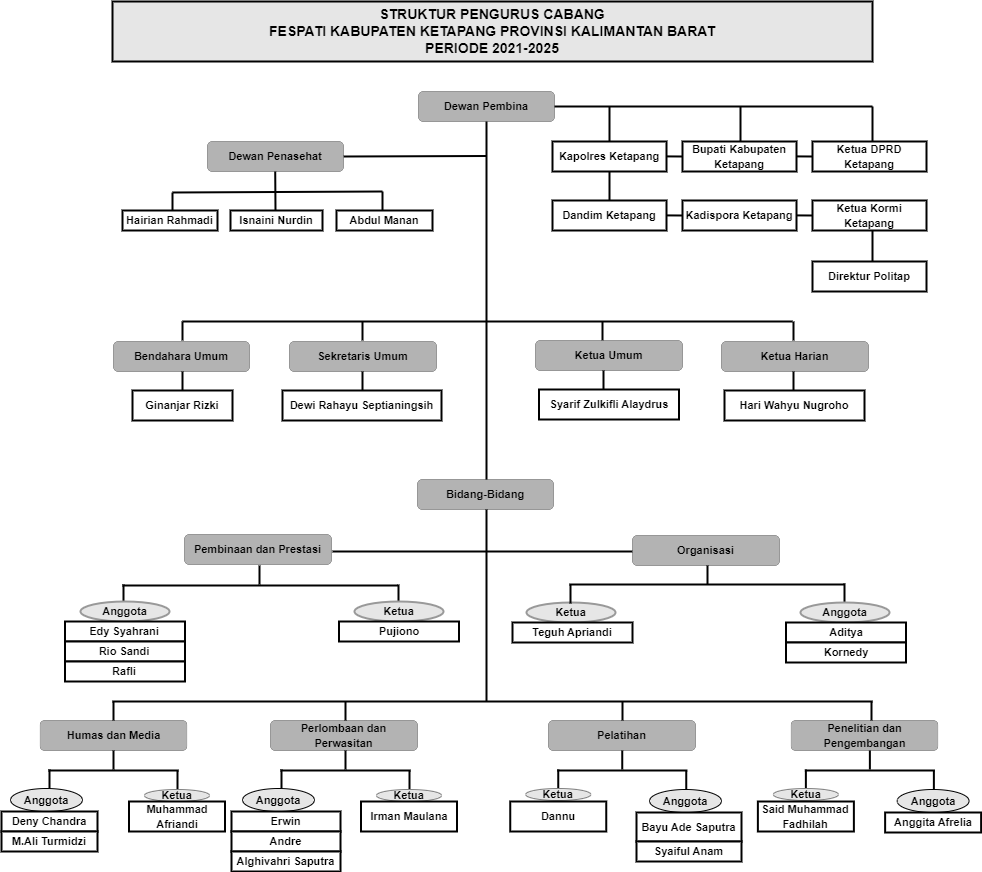 STRUKTUR PENGURUS CABANG
FESPATI KABUPATEN KETAPANG PROVINSI KALIMANTAN BARAT
PERIODE 2021-2025
Dewan Pembina
Dewan Penasehat
Kapolres Ketapang
Bupati Kabupaten
Ketapang
Ketua DPRD
Ketapang
Hairian Rahmadi
Isnaini Nurdin
Abdul Manan
Dandim Ketapang
Kadispora Ketapang
Ketua Kormi
Ketapang
Direktur Politap
Bendahara Umum
Sekretaris Umum
Ketua Umum
Ketua Harian
Ginanjar Rizki
Dewi Rahayu Septianingsih
Syarif Zulkifli Alaydrus
Hari Wahyu Nugroho
Bidang-Bidang
Pembinaan dan Prestasi
Organisasi
Anggota
Edy Syahrani
Rio Sandi
Rafli
Ketua
Pujiono
Ketua
Teguh Apriandi
Anggota
Aditya
Kornedy
Humas dan Media
Perlombaan dan
Perwasitan
Pelatihan
Penelitian dan
Pengembangan
Anggota
Deny Chandra
M.Ali Turmidzi
Ketua
Muhammad
Afriandi
Anggota
Erwin
Andre
Alghivahri Saputra
Ketua
Irman Maulana
Ketua
Dannu
Anggota
Bayu Ade Saputra
Syaiful Anam
Ketua
Said Muhammad
Fadhilah
Anggota
Anggita Afrelia